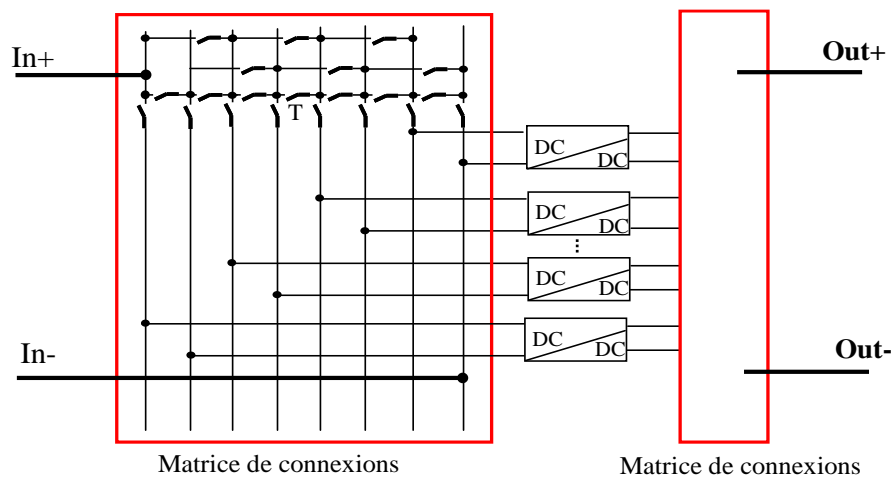 In+
Out+
T
DC
DC
DC
DC
DC
DC
DC
DC
In-
Out-
Matrice de connexions
Matrice de connexions